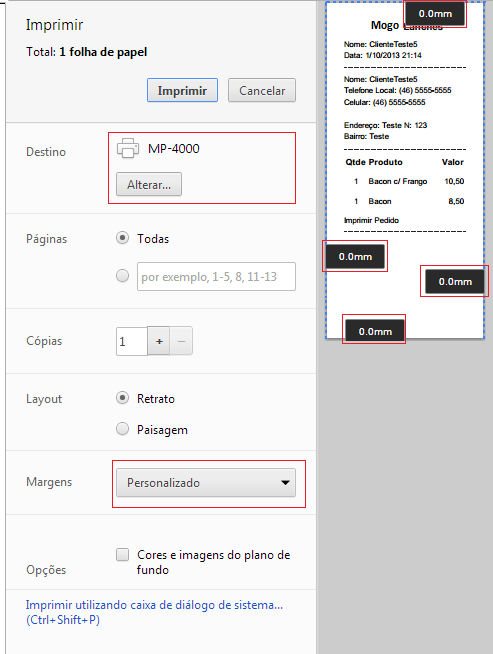 Imprimir
Total: 1 folha de papel
Imprimir
Cancelar
Destino
MP-4000
Alterar...
Páginas
Todas
por exemplo, 1-5, 8, 11-13
Cópias
1
+
−
Layout
Retrato
Paisagem
Margens
Personalizado
Opções
Cores e imagens do plano de
fundo
Imprimir utilizando caixa de diálogo de sistema...
(Ctrl+Shift+P)
0.0mm
Mogo Lanches
Nome: ClienteTeste5
Data: 1/10/2013 21:14
Nome: ClienteTeste5
Telefone Local: (46) 5555-5555
Celular: (46) 5555-5555
Endereço: Teste N: 123
Bairro: Teste
Qtde Produto Valor
1 Bacon c/ Frango 10,50
1 Bacon 8,50
Imprimir Pedido
0.0mm
0.0mm
0.0mm